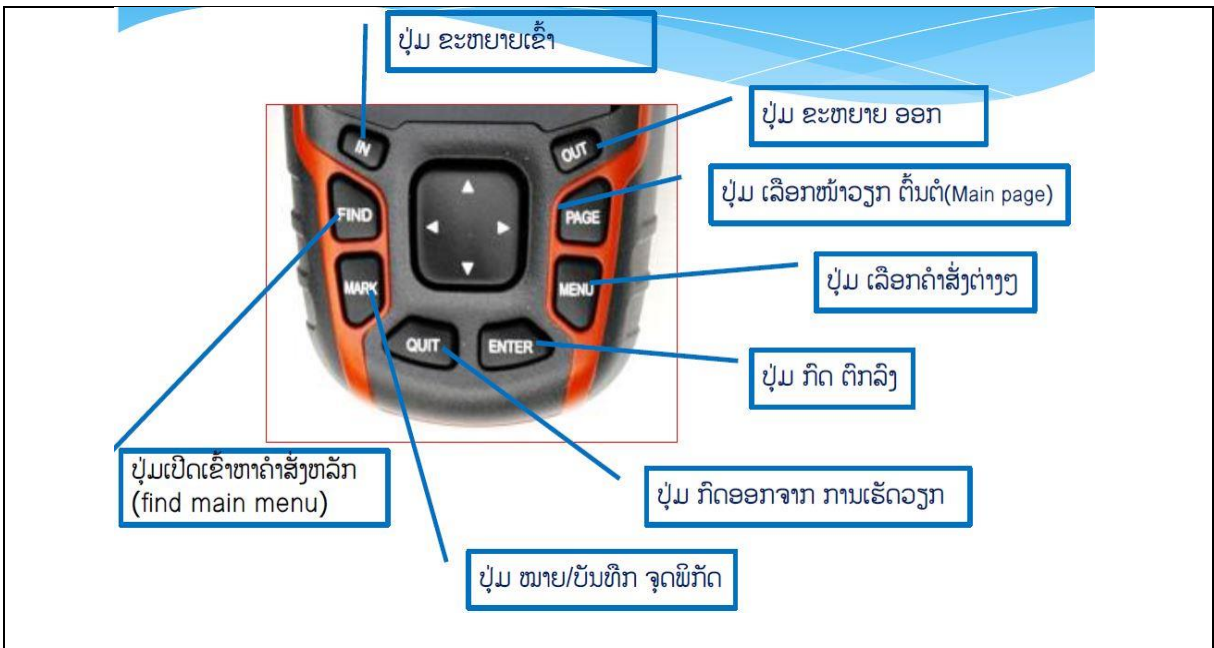 ປຸ່ມ ຂະຫຍາຍເຂົ້າ
ປຸ່ມ ຂະຫຍາຍ ອອກ
ປຸ່ມ ເລືອກໜ້າວຽກ ຕົ້ນຕໍ(Main page)
ປຸ່ມ ເລືອກຄຳສັ່ງຕ່າງໆ
ປຸ່ມ ກົດ ຕົກລົງ
ປຸ່ມເປີດເຂົ້າຫາຄຳສັ່ງຫລັກ
(find main menu)
ປຸ່ມ ກົດອອກຈາກ ການເຮັດວຽກ
ປຸ່ມ ໝາຍ/ບັນທຶກ ຈຸດພິກັດ
IN
OUT
FIND
PAGE
MARK
MENU
QUIT
ENTER